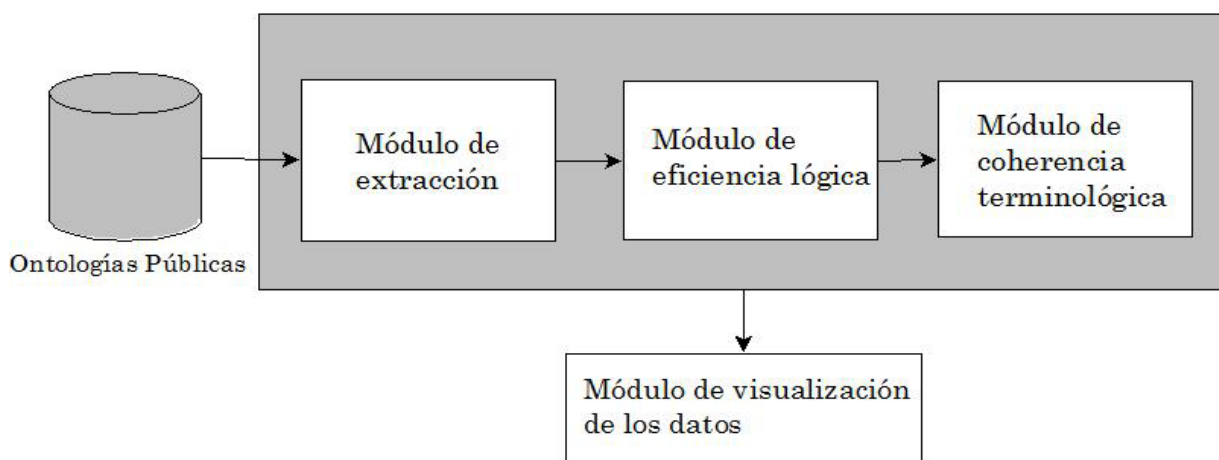 Ontologías Públicas
Módulo de
extracción
Módulo de
eficiencia lógica
Módulo de
coherencia
terminológica
Módulo de visualización
de los datos